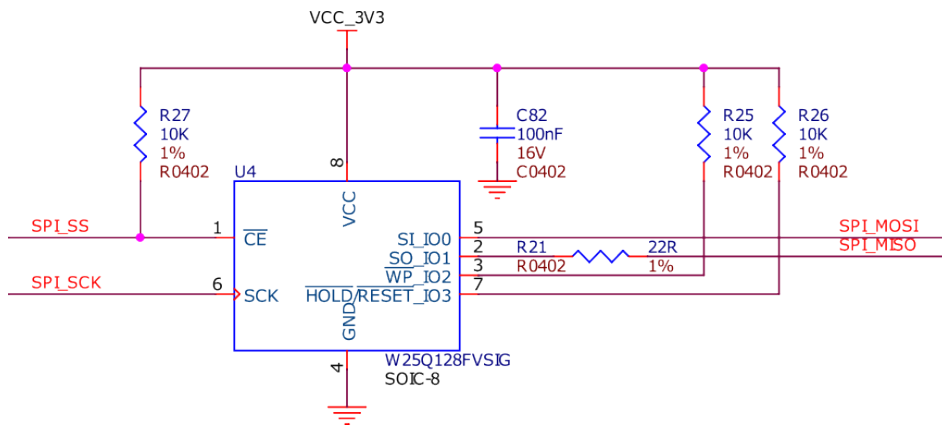 VCC_3V3
R27
10K
1%
R0402
C82
100nF
16V
C0402
R25
10K
1%
R0402
R26
10K
1%
R0402
U4
8
VCC
SPI_SS
1
CE
SI_IO0
5
SPI_MOSI
SO_IO1
2
R21
22R
SPI_MISO
R0402
1%
WP_IO2
3
SPI_SCK
6
SCK
HOLD/RESET_IO3
7
GND
4
W25Q128FVSIG
SOIC-8